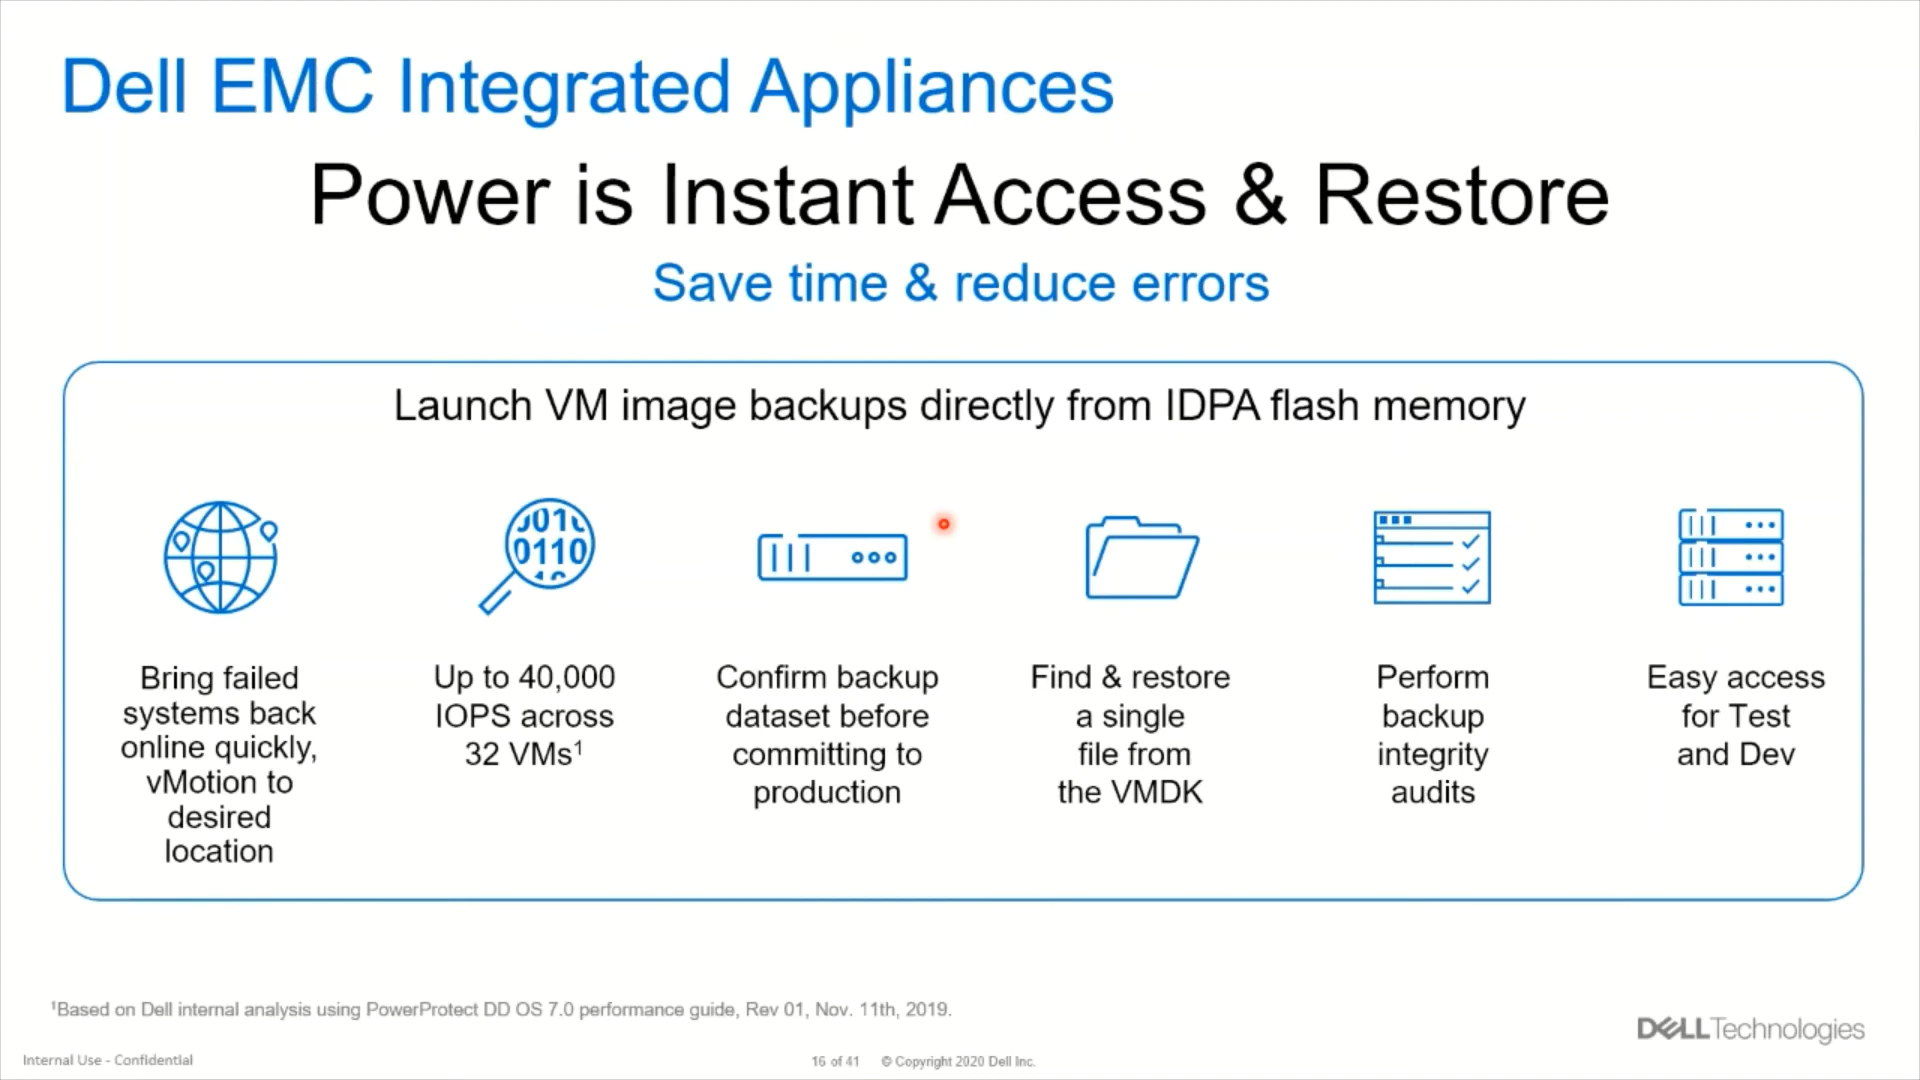 Dell EMC Integrated Appliances
Power is Instant Access & Restore
Save time & reduce errors
Launch VM image backups directly from IDPA flash memory
010
0110
Bring failed
systems back
online quickly,
vMotion to
desired
location
Up to 40,000
IOPS across
32 VMs¹
Confirm backup
dataset before
committing to
production
Find & restore
a single
file from
the VMDK
Perform
backup
integrity
audits
Easy access
for Test
and Dev
¹Based on Dell internal analysis using PowerProtect DD OS 7.0 performance guide, Rev 01, Nov. 11th, 2019.
DELLTechnologies
Internal Use - Confidential
16 of 41 © Copyright 2020 Dell Inc.